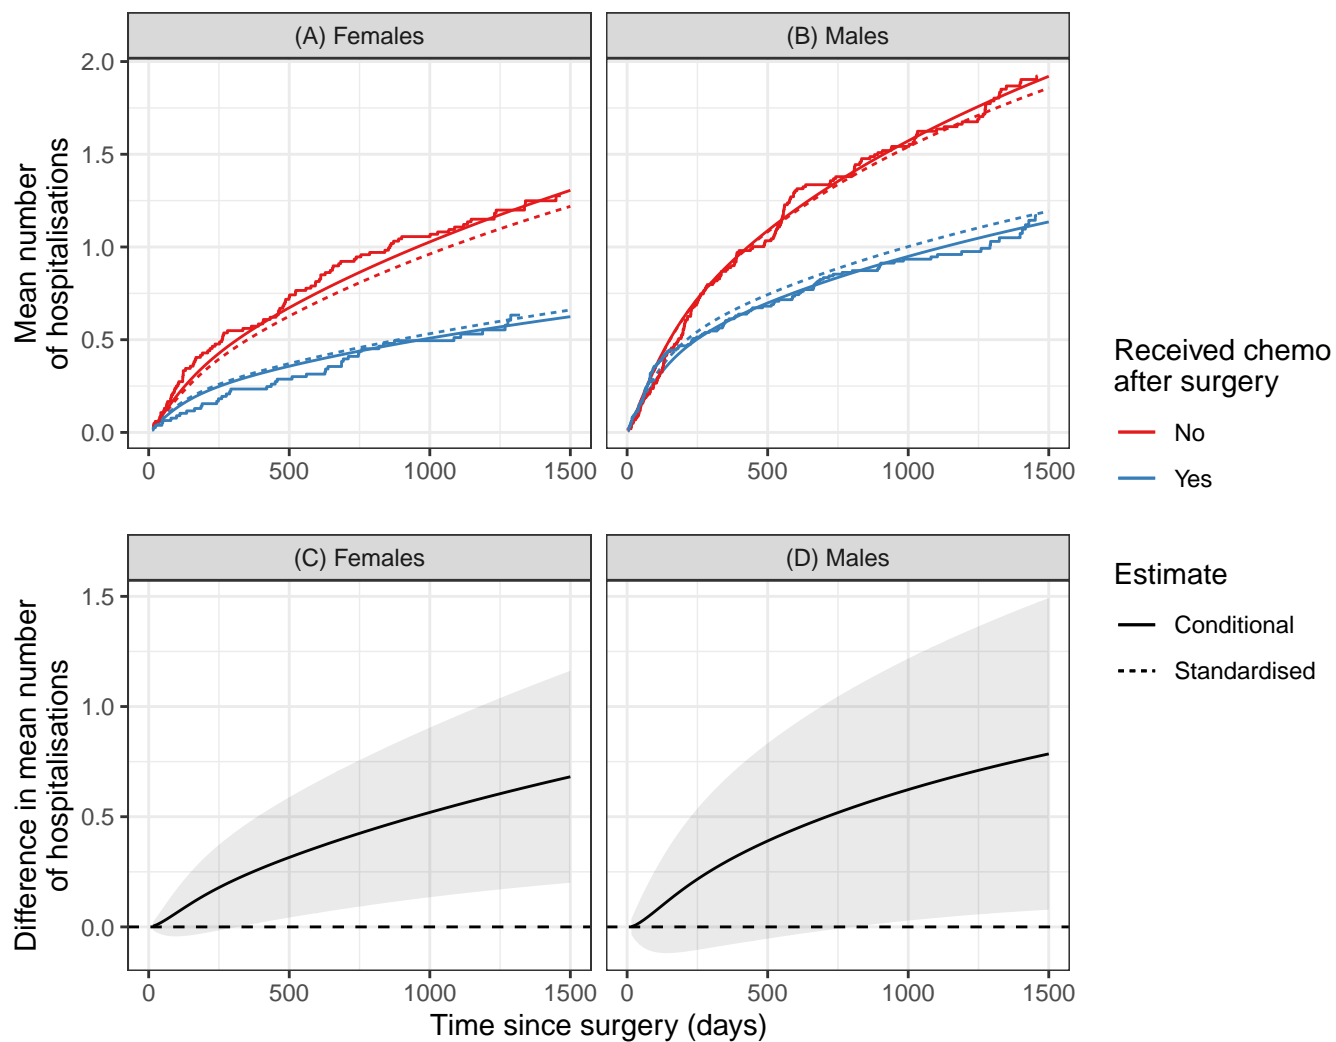 (A) Females
(B) Males
Mean number
of hospitalisations
2.0
1.5
1.0
0.5
0.0
0
500
1000
1500
0
500
1000
1500
Received chemo
after surgery
No
Yes
(C) Females
(D) Males
Difference in mean number
of hospitalisations
1.5
1.0
0.5
0.0
0
500
1000
1500
0
500
1000
1500
Time since surgery (days)
Estimate
Conditional
Standardised